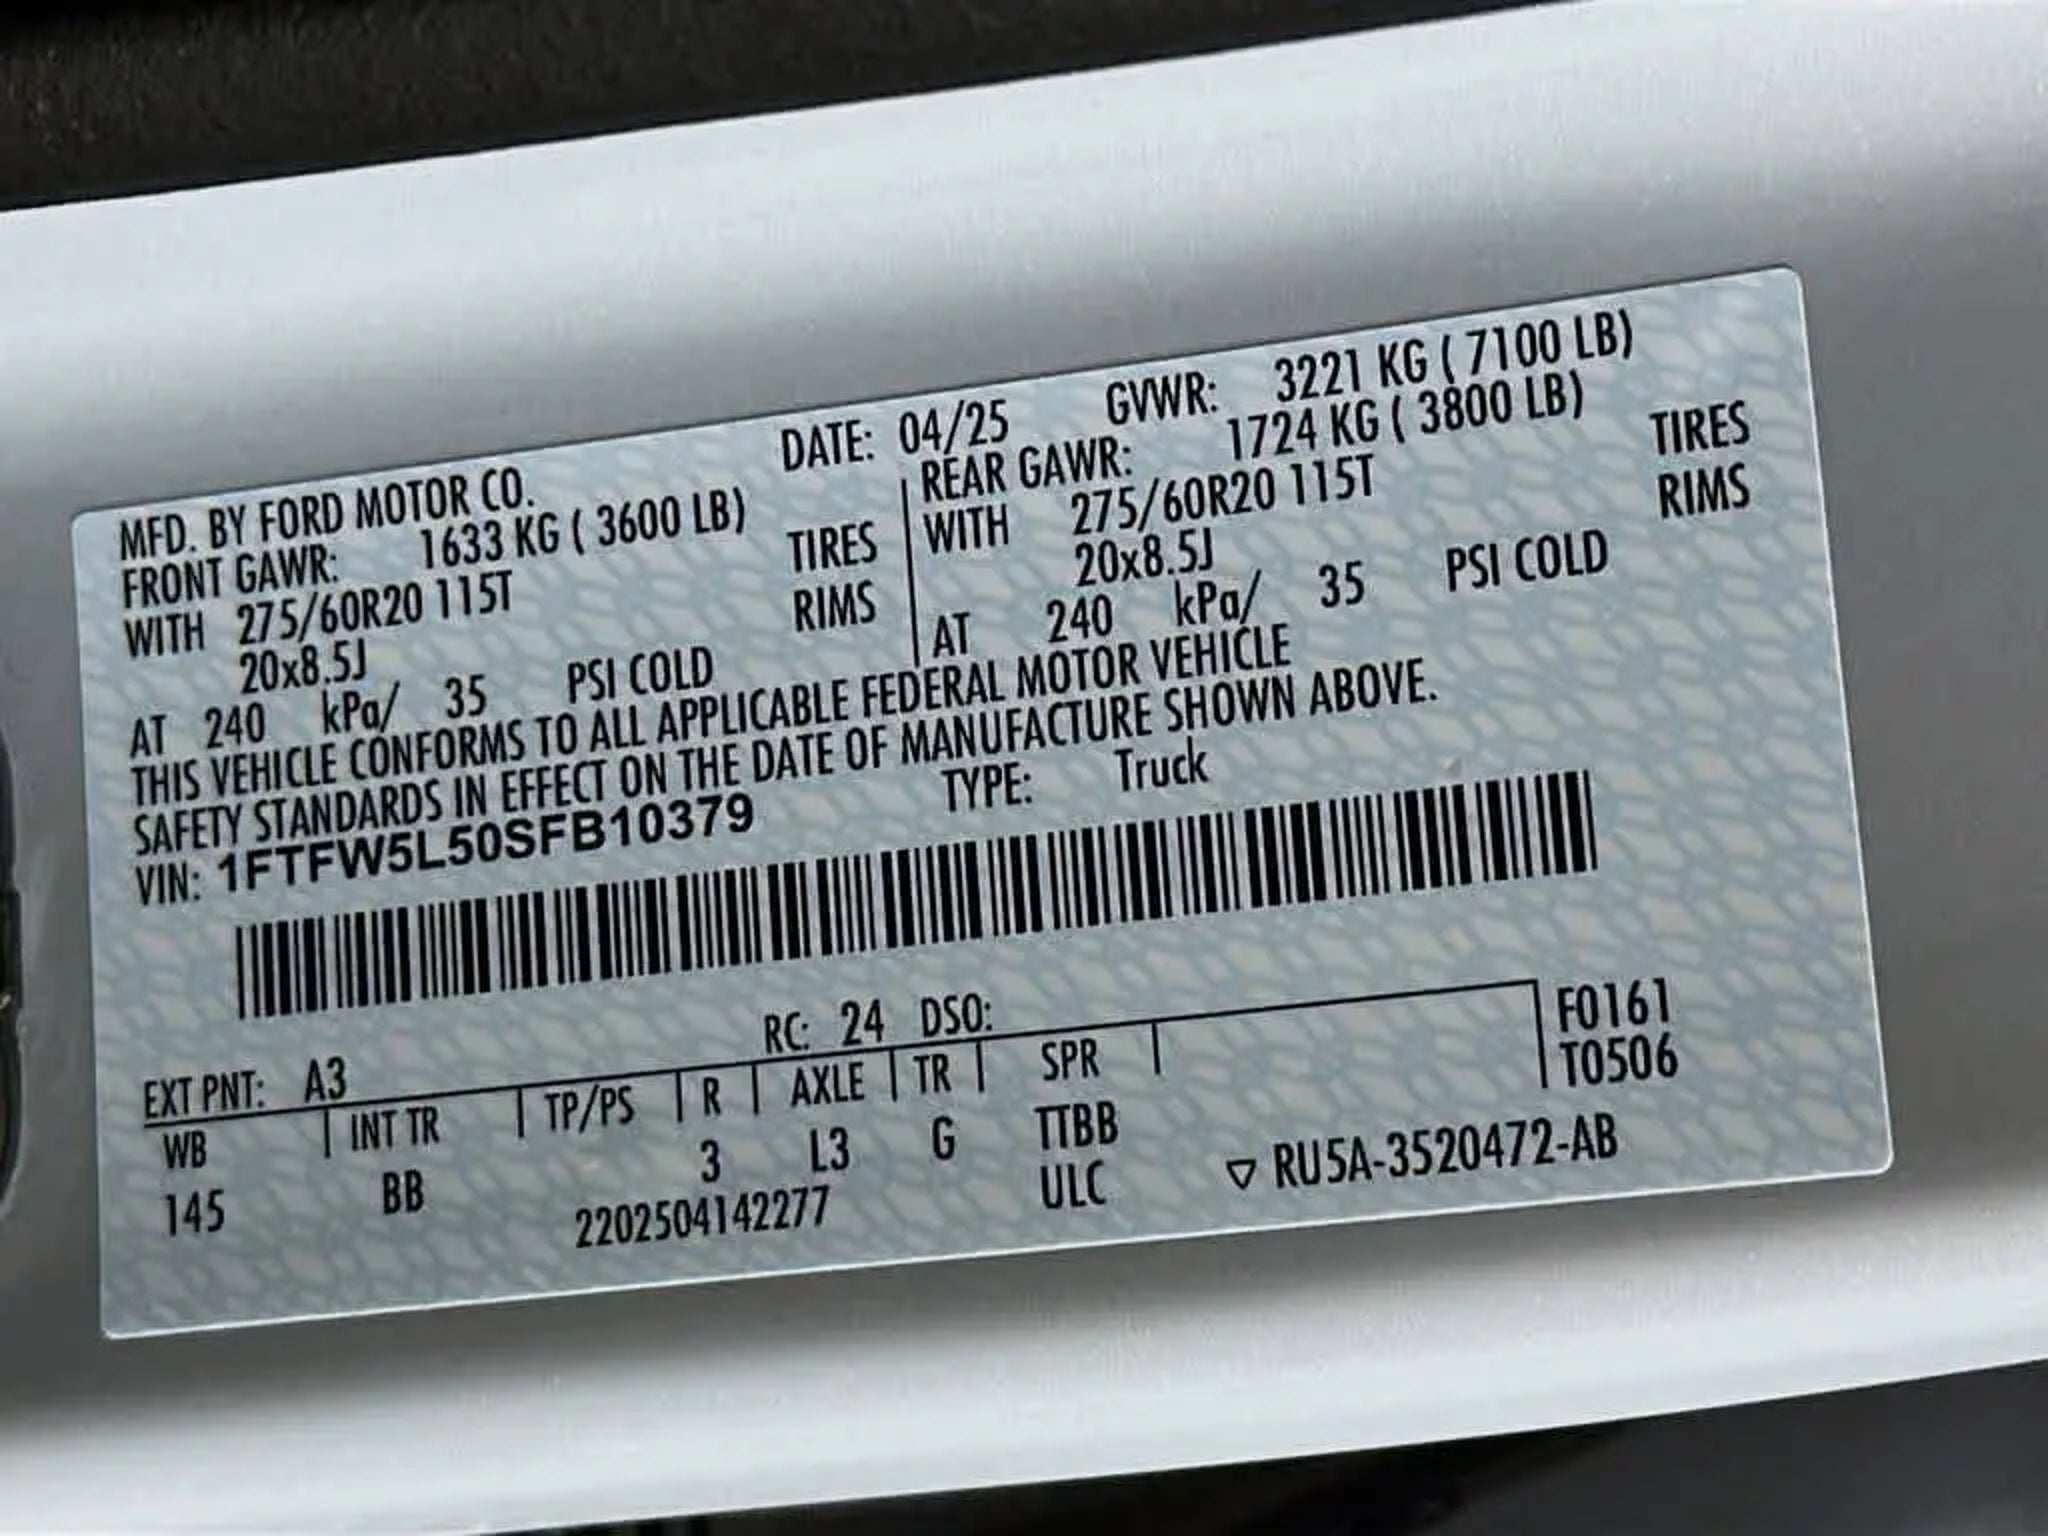 MFD. BY FORD MOTOR CO. DATE: 04/25 GVWR: 3221 KG ( 7100 LB)
FRONT GAWR: 1633 KG ( 3600 LB) REAR GAWR: 1724 KG ( 3800 LB)
WITH 275/60R20 115T TIRES WITH 275/60R20 115T TIRES
20x8.5J RIMS 20x8.5J RIMS
AT 240 kPa/ 35 PSI COLD AT 240 kPa/ 35 PSI COLD
THIS VEHICLE CONFORMS TO ALL APPLICABLE FEDERAL MOTOR VEHICLE
SAFETY STANDARDS IN EFFECT ON THE DATE OF MANUFACTURE SHOWN ABOVE.
VIN: 1FTFW5L50SFB10379 TYPE: Truck
EXT PNT: A3 RC: 24 DSO: F0161
WB INT TR TP/PS R AXLE TR SPR T0506
145 BB 3 L3 G TTBB
2202504142277 ULC ▽ RU5A-3520472-AB